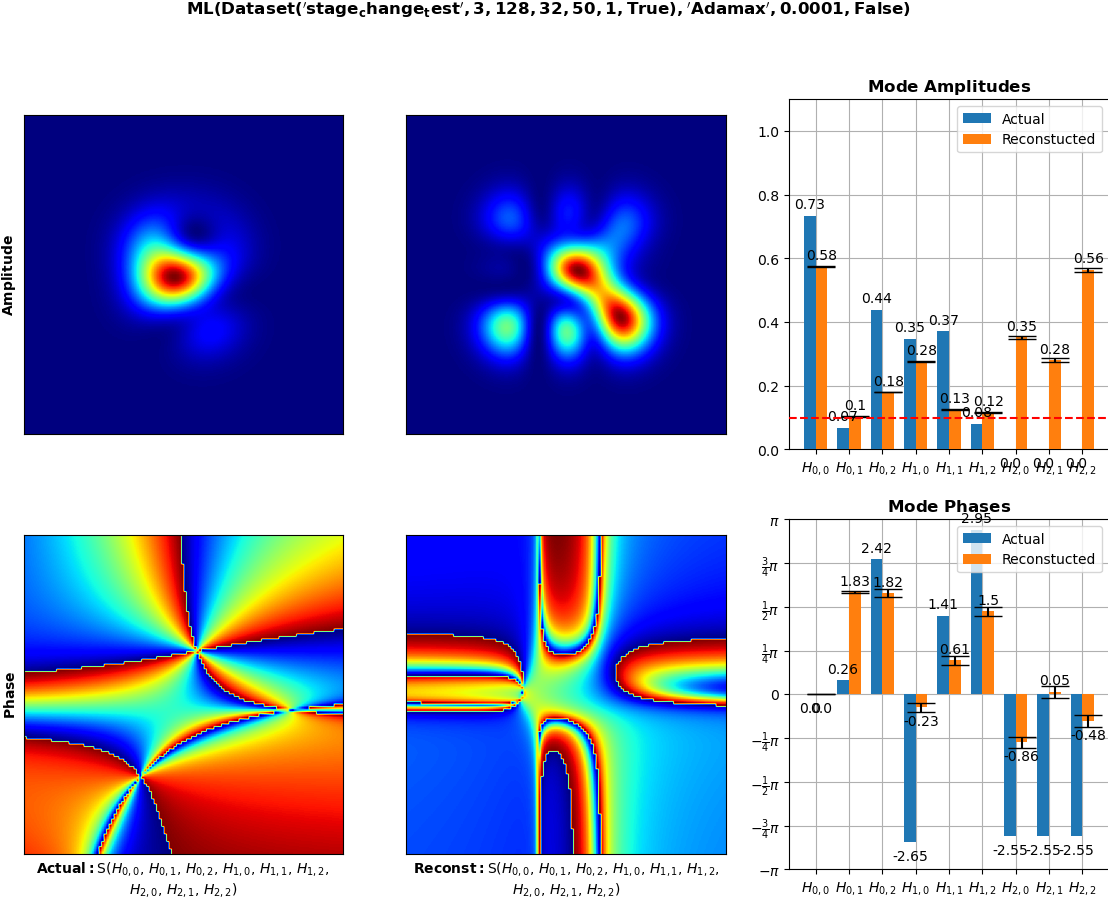 ML(Dataset('stage_change_test', 3, 128, 32, 50, 1, True), 'Adamax', 0.0001, False)
Amplitude
Mode Amplitudes
Actual
Reconstucted
1.0
0.8
0.6
0.4
0.2
0.0
0.73
0.58
0.07
0.1
0.44
0.18
0.35
0.28
0.37
0.13
0.08
0.12
0.0
0.35
0.0
0.28
0.0
0.56
H0,0 H0,1 H0,2 H1,0 H1,1 H1,2 H2,0 H2,1 H2,2
Phase
Mode Phases
Actual
Reconstucted
π
3/4π
1/2π
1/4π
0
−1/4π
−1/2π
−3/4π
−π
0.0
0.0
0.26
1.83
2.42
1.82
-2.65
-0.23
1.41
0.61
2.95
1.5
-2.55
-0.86
-2.55
0.05
-2.55
-0.48
H0,0 H0,1 H0,2 H1,0 H1,1 H1,2 H2,0 H2,1 H2,2
Actual: S(H0,0, H0,1, H0,2, H1,0, H1,1, H1,2,
H2,0, H2,1, H2,2)
Reconst: S(H0,0, H0,1, H0,2, H1,0, H1,1, H1,2,
H2,0, H2,1, H2,2)